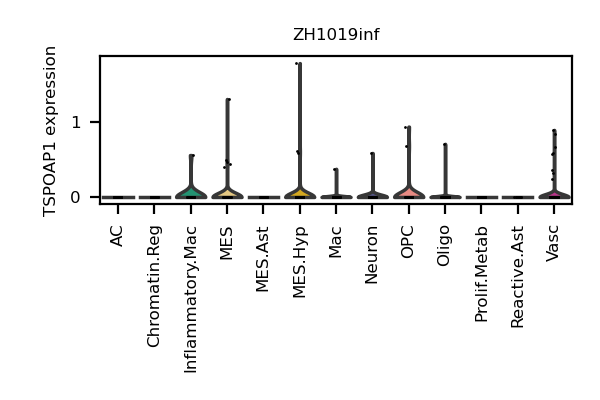 ZH1019inf
TSPOAP1 expression
1
0
AC
Chromatin.Reg
Inflammatory.Mac
MES
MES.Ast
MES.Hyp
Mac
Neuron
OPC
Oligo
Prolif.Metab
Reactive.Ast
Vasc